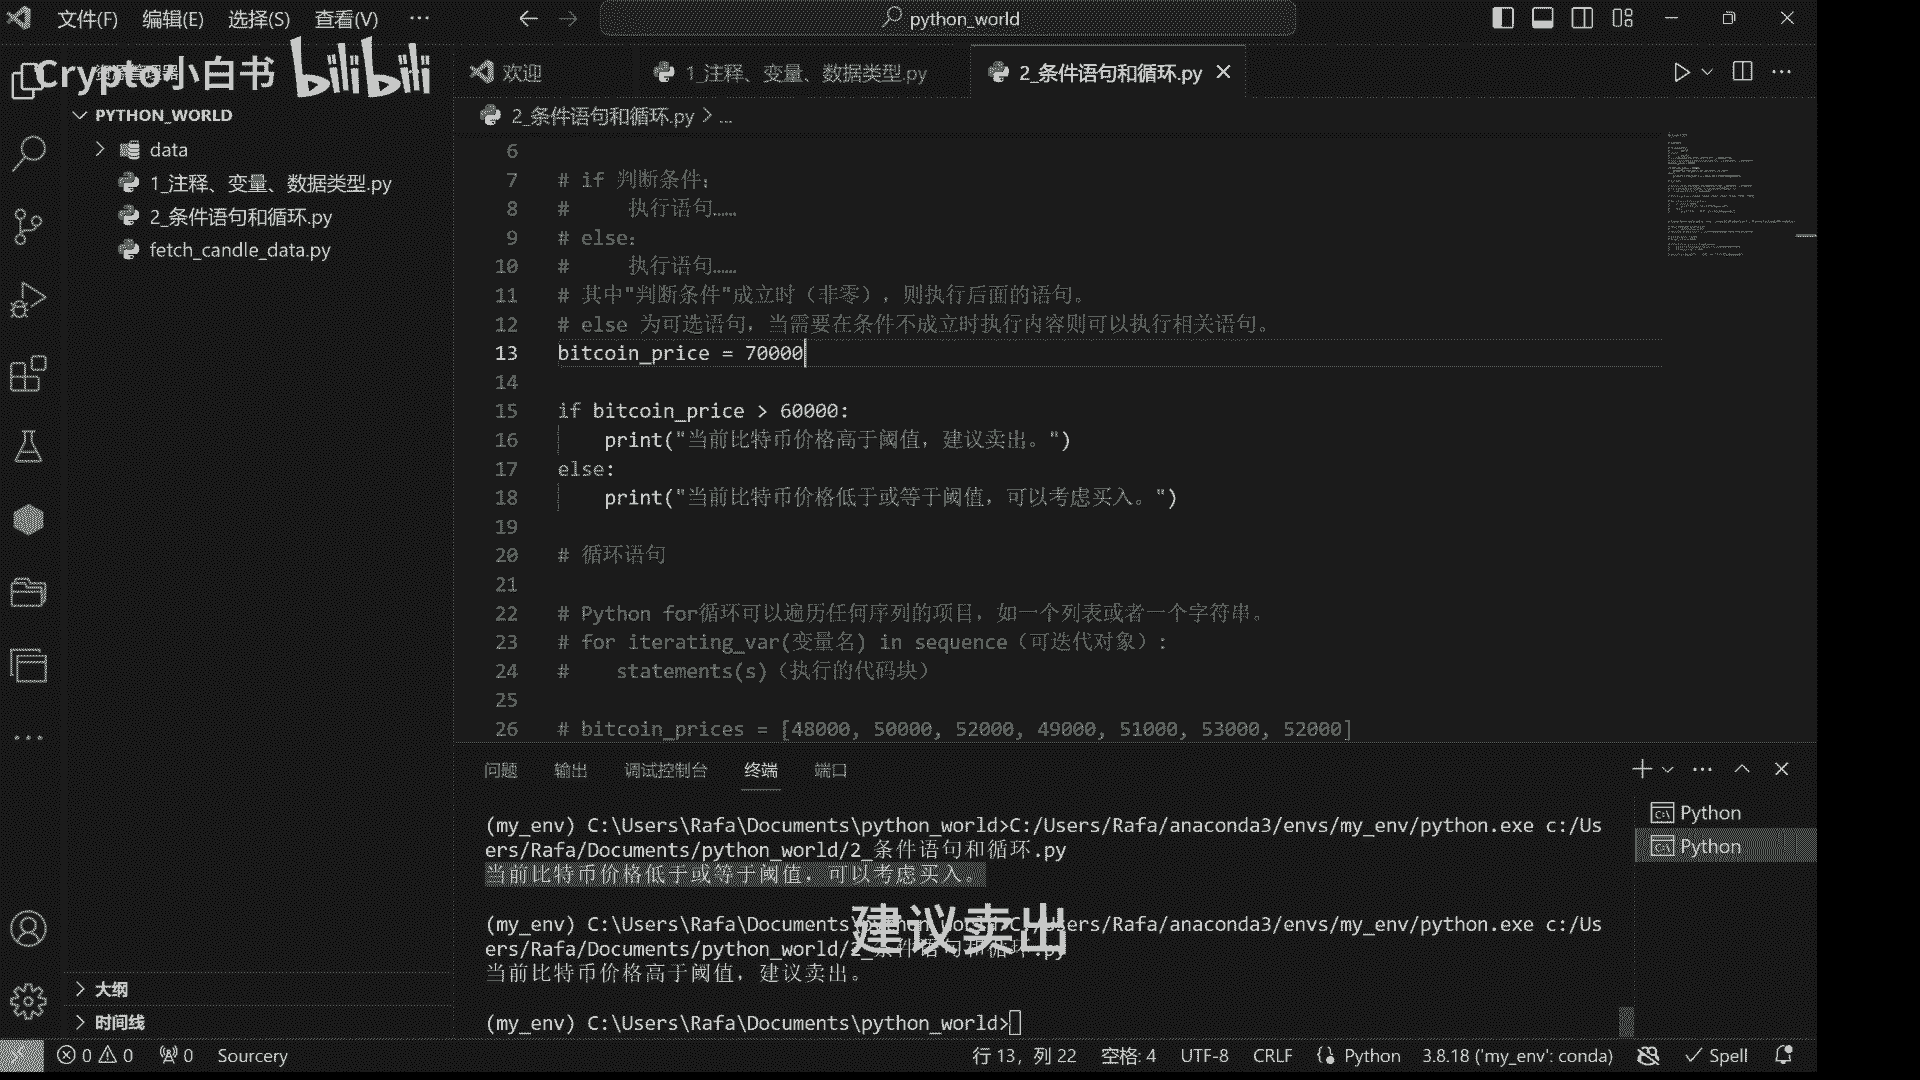 文件(F) 编辑(E) 选择(S) 查看(V) ... python_world
Crypto小白书 bilibili
欢迎 1_注释、变量、数据类型.py 2_条件语句和循环.py
2_条件语句和循环.py > ...
PYTHON_WORLD
data
1_注释、变量、数据类型.py
2_条件语句和循环.py
fetch_candle_data.py
大纲
时间线
6
7 # if 判断条件：
8 #     执行语句……
9 # else：
10 #     执行语句……
11 # 其中"判断条件"成立时（非零），则执行后面的语句。
12 # else 为可选语句，当需要在条件不成立时执行内容则可以执行相关语句。
13 bitcoin_price = 70000
14
15 if bitcoin_price > 60000:
16     print("当前比特币价格高于阈值，建议卖出。")
17 else:
18     print("当前比特币价格低于或等于阈值，可以考虑买入。")
19
20 # 循环语句
21
22 # Python for循环可以遍历任何序列的项目，如一个列表或者一个字符串。
23 # for iterating_var(变量名) in sequence（可迭代对象）:
24 #    statements(s)（执行的代码块）
25
26 # bitcoin_prices = [48000, 50000, 52000, 49000, 51000, 53000, 52000]
问题 输出 调试控制台 终端 端口
(my_env) C:\Users\Rafa\Documents\python_world>C:/Users/Rafa/anaconda3/envs/my_env/python.exe c:/Us
ers/Rafa/Documents/python_world/2_条件语句和循环.py
当前比特币价格低于或等于阈值，可以考虑买入。
(my_env) C:\Users\Rafa\Documents\python_world>C:/Users/Rafa/anaconda3/envs/my_env/python.exe c:/Us
ers/Rafa/Documents/python_world/2_条件语句和循环.py
当前比特币价格高于阈值，建议卖出。
(my_env) C:\Users\Rafa\Documents\python_world>
Python
Python
建议卖出
0 0 0 Sourcery 行 13，列 22 空格: 4 UTF-8 CRLF Python 3.8.18 ('my_env': conda) Spell